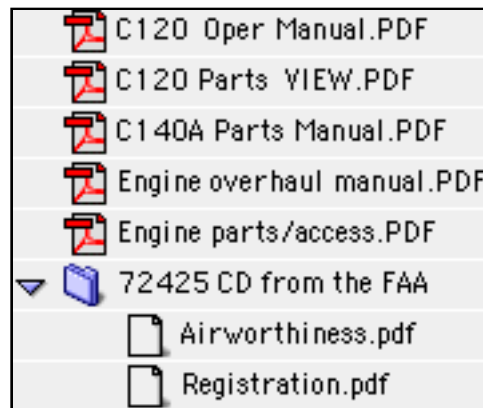 C120 Oper Manual.PDF
C120 Parts VIEW.PDF
C140A Parts Manual.PDF
Engine overhaul manual.PDF
Engine parts/access.PDF
72425 CD from the FAA
Airworthiness.pdf
Registration.pdf